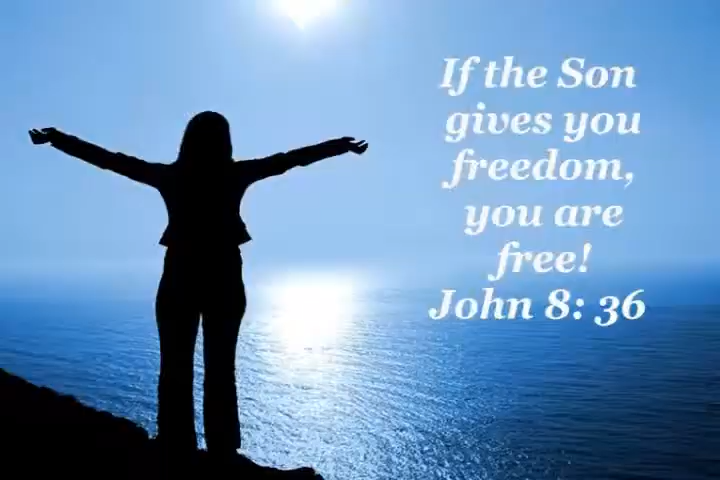 If the Son
gives you
freedom,
you are
free!
John 8: 36